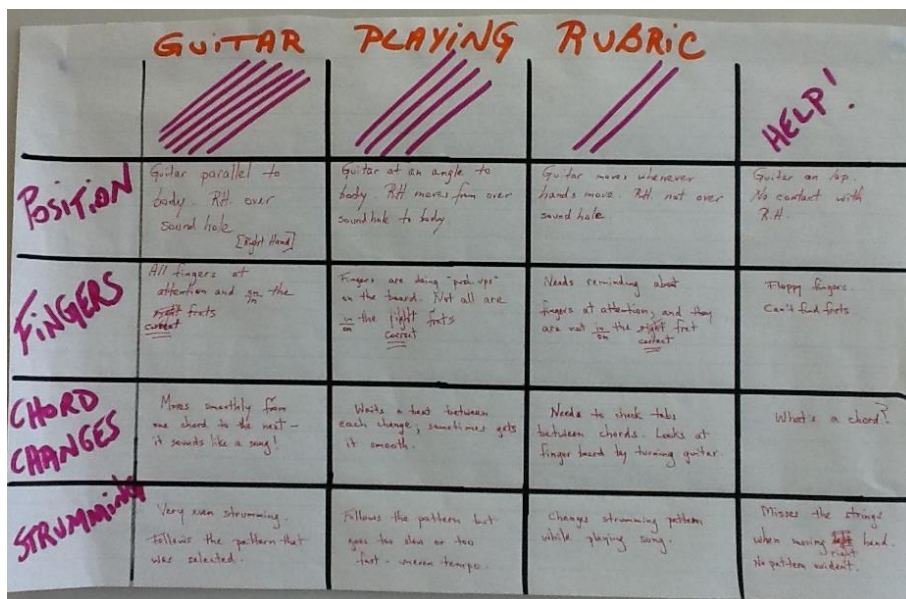 GUITAR PLAYING RUBRIC
HELP!
POSITION
Guitar parallel to
body. R.H. over
sound hole
[Right Hand]
Guitar at an angle to
body. R.H. moves from over
sound hole to body.
Guitar moves whenever
hands move. R.H. not over
sound hole.
Guitar on lap.
No contact with
R.H.
FINGERS
All fingers at
attention and on the
in
right frets
correct
Fingers are doing "push ups"
on the board. Not all are
in the right frets
on correct
Needs reminding about
fingers at attention, and they
are not in the right fret
on correct
Floppy fingers.
Can't find frets.
CHORD
CHANGES
Moves smoothly from
one chord to the next -
it sounds like a song!
Waits a beat between
each change, sometimes gets
it smooth.
Needs to check tabs
between chords. Looks at
finger board by turning guitar.
What's a chord?
STRUMMING
Very even strumming.
Follows the pattern that
was selected.
Follows the pattern but
goes too slow or too
fast - uneven tempo.
Changes strumming pattern
while playing song.
Misses the strings
when moving hand.
right
No pattern evident.